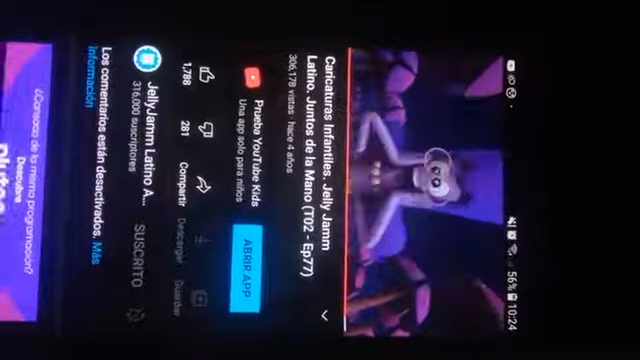 56% 10:24
Caricaturas Infantiles. Jelly Jamm
Latino. Juntos de la Mano (T02 - Ep77)
306,178 vistas · hace 4 años
Prueba YouTube Kids
Una app solo para niños
ABRIR APP
1,788
281
Compartir
Descargar
Guardar
JellyJamm Latino A...
316,000 suscriptores
SUSCRITO
Los comentarios están desactivados. Más
información
¿Cansado de la misma programación?
Descubre